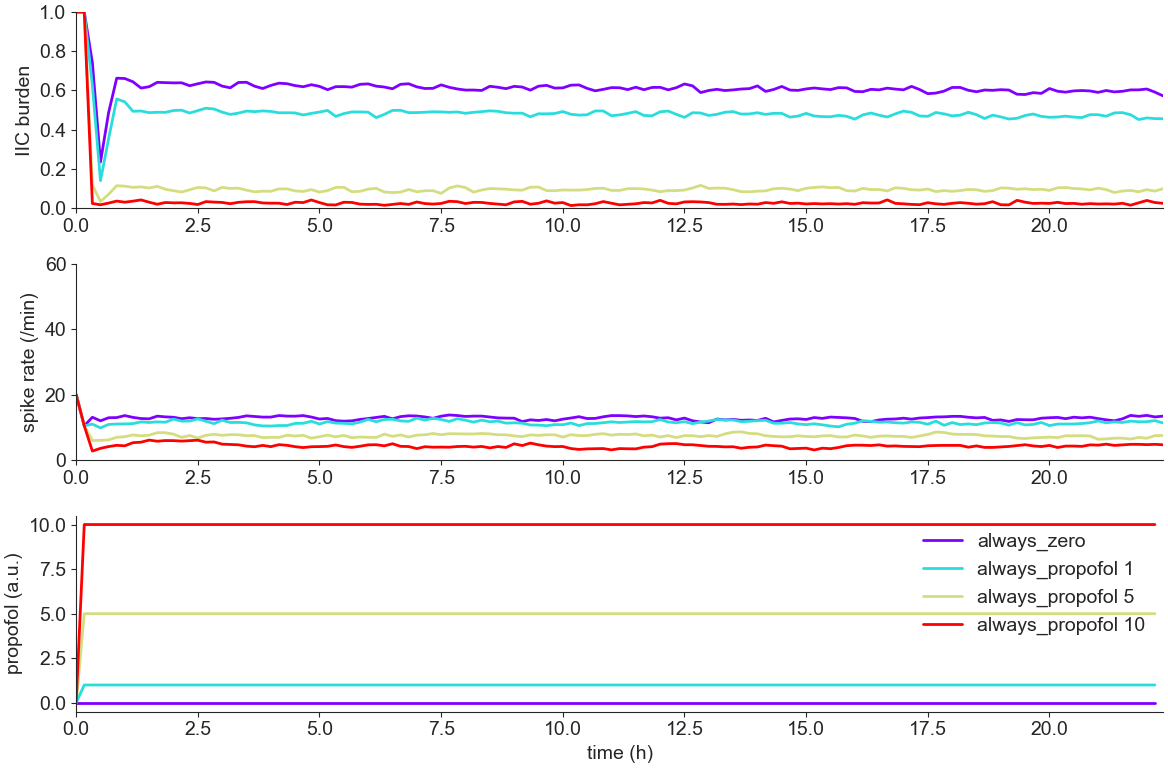 1.0
0.8
0.6
0.4
0.2
0.0
IIC burden
0.0 2.5 5.0 7.5 10.0 12.5 15.0 17.5 20.0
60
40
20
0
spike rate (/min)
0.0 2.5 5.0 7.5 10.0 12.5 15.0 17.5 20.0
10.0
7.5
5.0
2.5
0.0
propofol (a.u.)
always_zero
always_propofol 1
always_propofol 5
always_propofol 10
0.0 2.5 5.0 7.5 10.0 12.5 15.0 17.5 20.0
time (h)